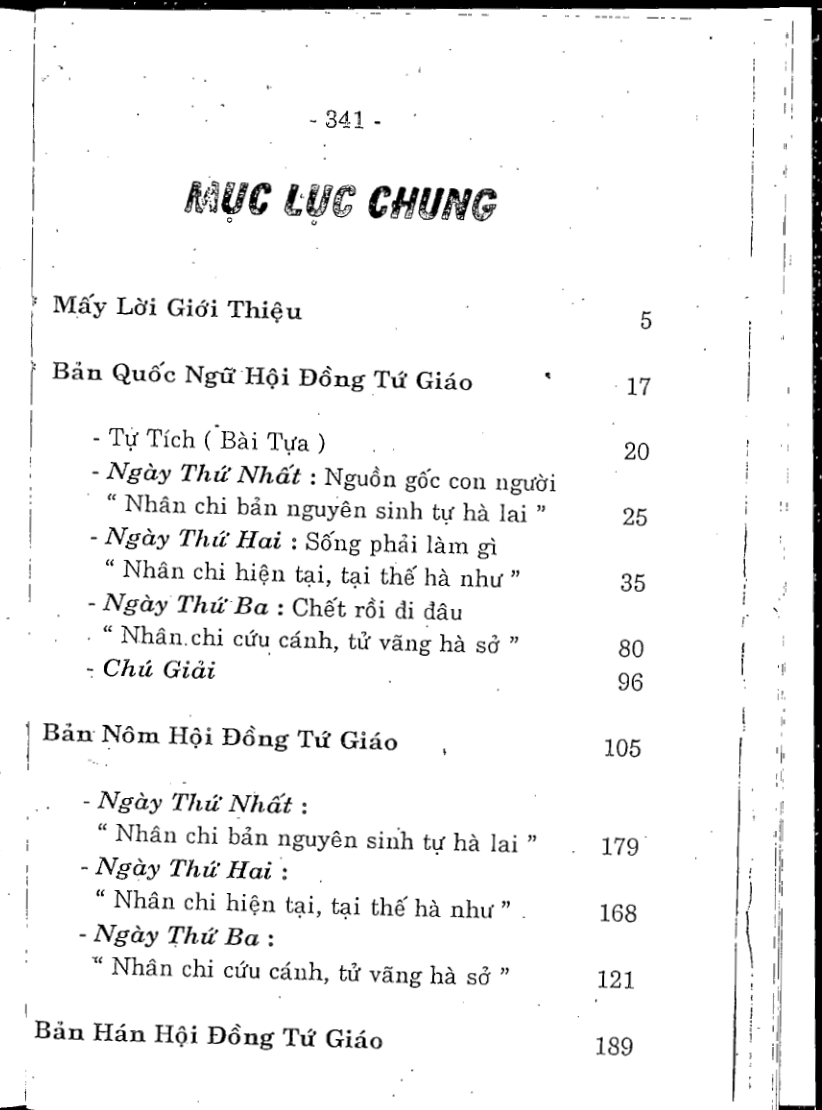 - 341 -
MỤC LỤC CHUNG
Mấy Lời Giới Thiệu 5
Bản Quốc Ngữ Hội Đồng Tứ Giáo 17
- Tự Tích ( Bài Tựa ) 20
- Ngày Thứ Nhất : Nguồn gốc con người
“ Nhân chi bản nguyên sinh tự hà lai ” 25
- Ngày Thứ Hai : Sống phải làm gì
“ Nhân chi hiện tại, tại thế hà như ” 35
- Ngày Thứ Ba : Chết rồi đi đâu
“ Nhân chi cứu cánh, tử vãng hà sở ” 80
- Chú Giải 96
Bản Nôm Hội Đồng Tứ Giáo 105
- Ngày Thứ Nhất :
“ Nhân chi bản nguyên sinh tự hà lai ” 179
- Ngày Thứ Hai :
“ Nhân chi hiện tại, tại thế hà như ” 168
- Ngày Thứ Ba :
“ Nhân chi cứu cánh, tử vãng hà sở ” 121
Bản Hán Hội Đồng Tứ Giáo 189